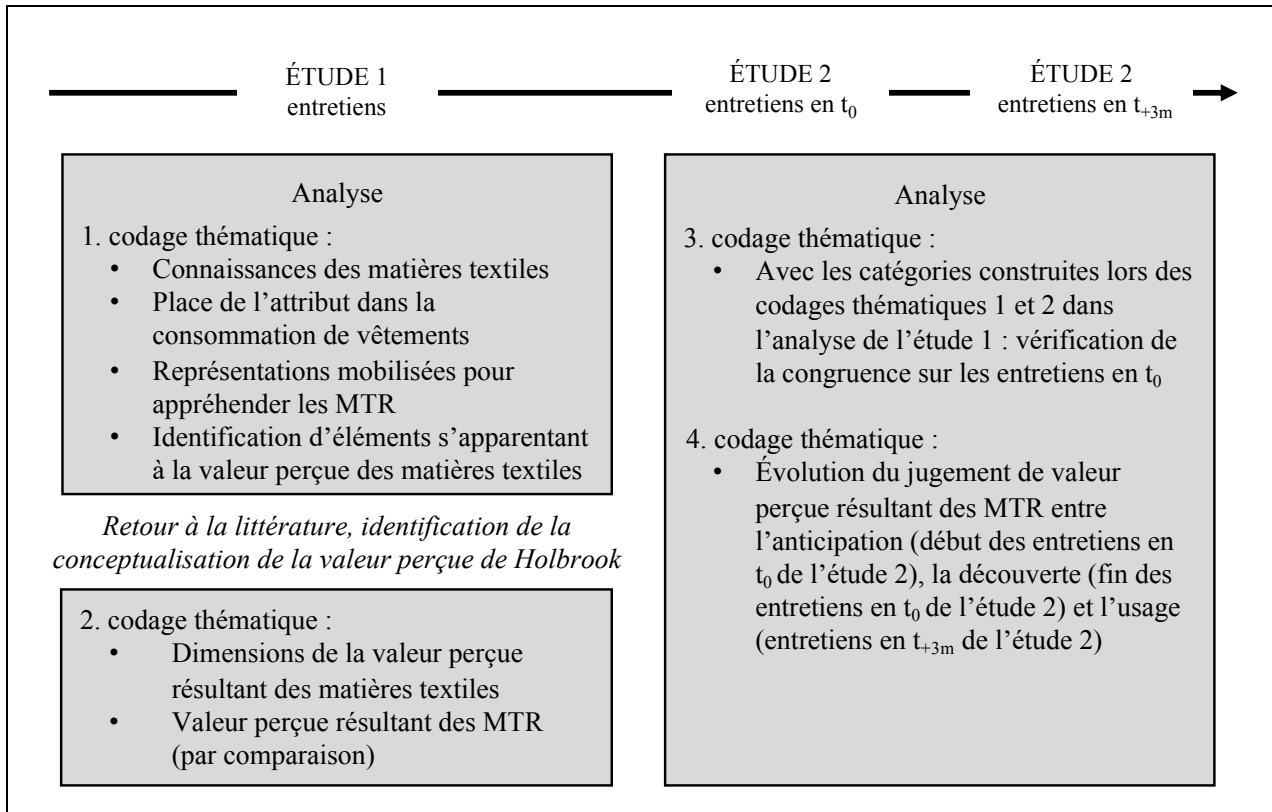 ÉTUDE 1
entretiens
ÉTUDE 2
entretiens en t0
ÉTUDE 2
entretiens en t+3m
Analyse
1. codage thématique :
• Connaissances des matières textiles
• Place de l’attribut dans la
consommation de vêtements
• Représentations mobilisées pour
appréhender les MTR
• Identification d’éléments s’apparentant
à la valeur perçue des matières textiles
Retour à la littérature, identification de la
conceptualisation de la valeur perçue de Holbrook
2. codage thématique :
• Dimensions de la valeur perçue
résultant des matières textiles
• Valeur perçue résultant des MTR
(par comparaison)
Analyse
3. codage thématique :
• Avec les catégories construites lors des
codages thématiques 1 et 2 dans
l’analyse de l’étude 1 : vérification de
la congruence sur les entretiens en t0
4. codage thématique :
• Évolution du jugement de valeur
perçue résultant des MTR entre
l’anticipation (début des entretiens en
t0 de l’étude 2), la découverte (fin des
entretiens en t0 de l’étude 2) et l’usage
(entretiens en t+3m de l’étude 2)